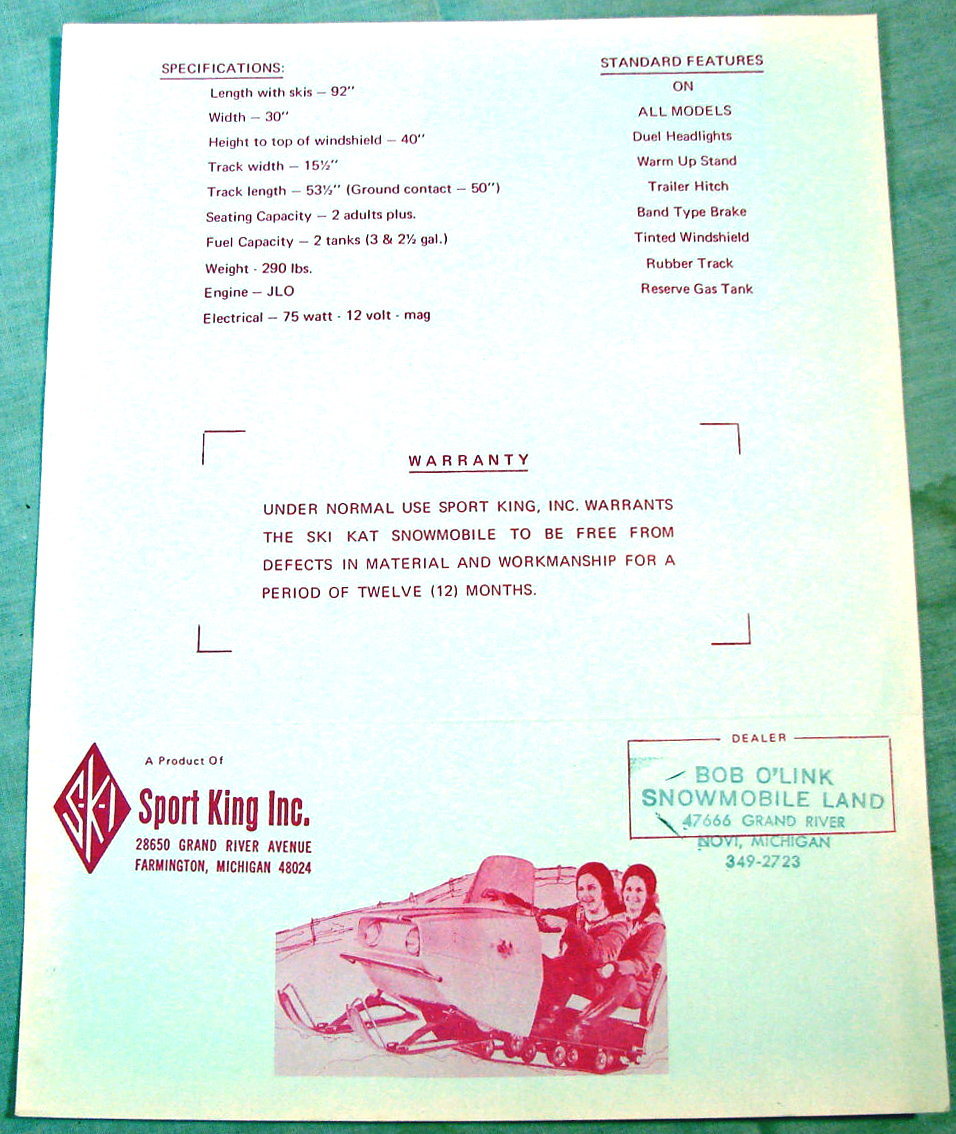 SPECIFICATIONS:
Length with skis – 92"
Width – 30"
Height to top of windshield – 40"
Track width – 15½"
Track length – 53½" (Ground contact – 50")
Seating Capacity – 2 adults plus.
Fuel Capacity – 2 tanks (3 & 2½ gal.)
Weight - 290 lbs.
Engine – JLO
Electrical – 75 watt - 12 volt - mag
STANDARD FEATURES
ON
ALL MODELS
Duel Headlights
Warm Up Stand
Trailer Hitch
Band Type Brake
Tinted Windshield
Rubber Track
Reserve Gas Tank
WARRANTY
UNDER NORMAL USE SPORT KING, INC. WARRANTS
THE SKI KAT SNOWMOBILE TO BE FREE FROM
DEFECTS IN MATERIAL AND WORKMANSHIP FOR A
PERIOD OF TWELVE (12) MONTHS.
S-K-I
A Product Of
Sport King Inc.
28650 GRAND RIVER AVENUE
FARMINGTON, MICHIGAN 48024
DEALER
BOB O'LINK
SNOWMOBILE LAND
47666 GRAND RIVER
NOVI, MICHIGAN
349-2723